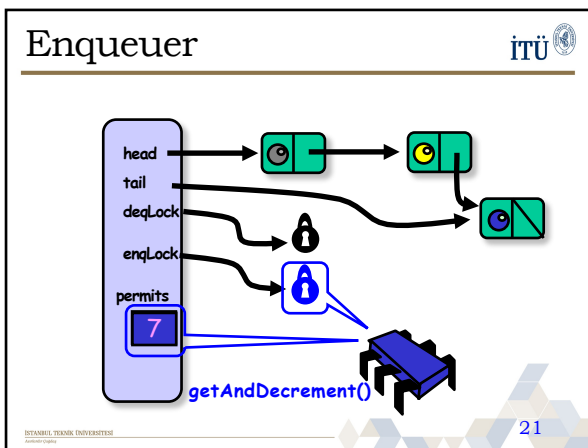 Enqueuer
İTÜ
head
tail
deqLock
enqLock
permits
7
getAndDecrement()
İSTANBUL TEKNİK ÜNİVERSİTESİ
21